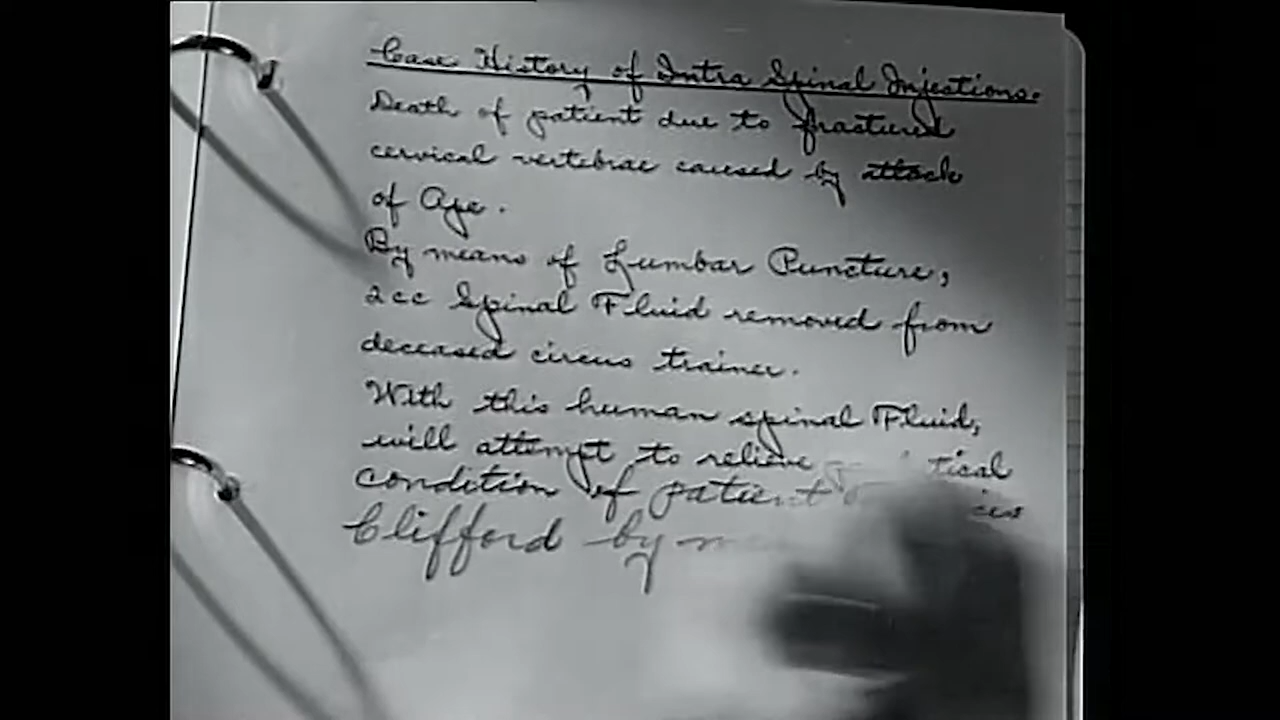 Case History of Intra Spinal Injections.
Death of patient due to fractured
cervical vertebrae caused by attack
of Ape.
By means of Lumbar Puncture,
2cc Spinal Fluid removed from
deceased circus trainer.
With this human spinal Fluid,
will attempt to relieve
condition of patient
Clifford by